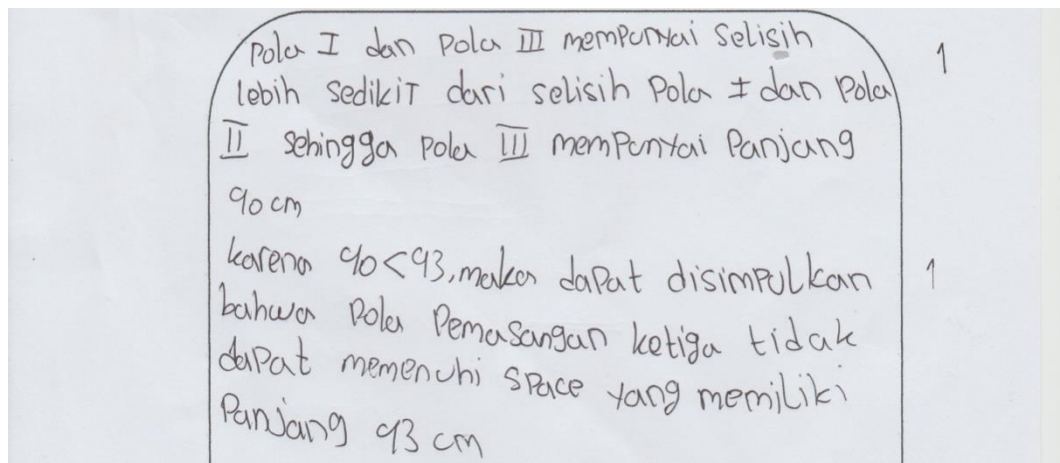 Pola I dan Pola III mempunyai selisih
1
lebih sedikit dari selisih Pola I dan Pola
II sehingga Pola III mempunyai Panjang
90 cm
karena 90<93, maka dapat disimpulkan
1
bahwa Pola Pemasangan ketiga tidak
dapat memenuhi space yang memiliki
Panjang 93 cm